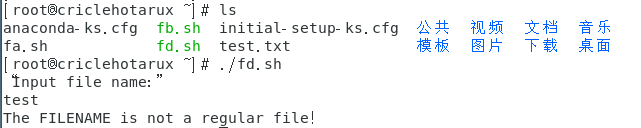 [root@criclehotarux ~]# ls
anaconda-ks.cfg fb.sh initial-setup-ks.cfg 公共 视频 文档 音乐
fa.sh fd.sh test.txt 模板 图片 下载 桌面
[root@criclehotarux ~]# ./fd.sh
“Input file name:”
test
The FILENAME is not a regular file!